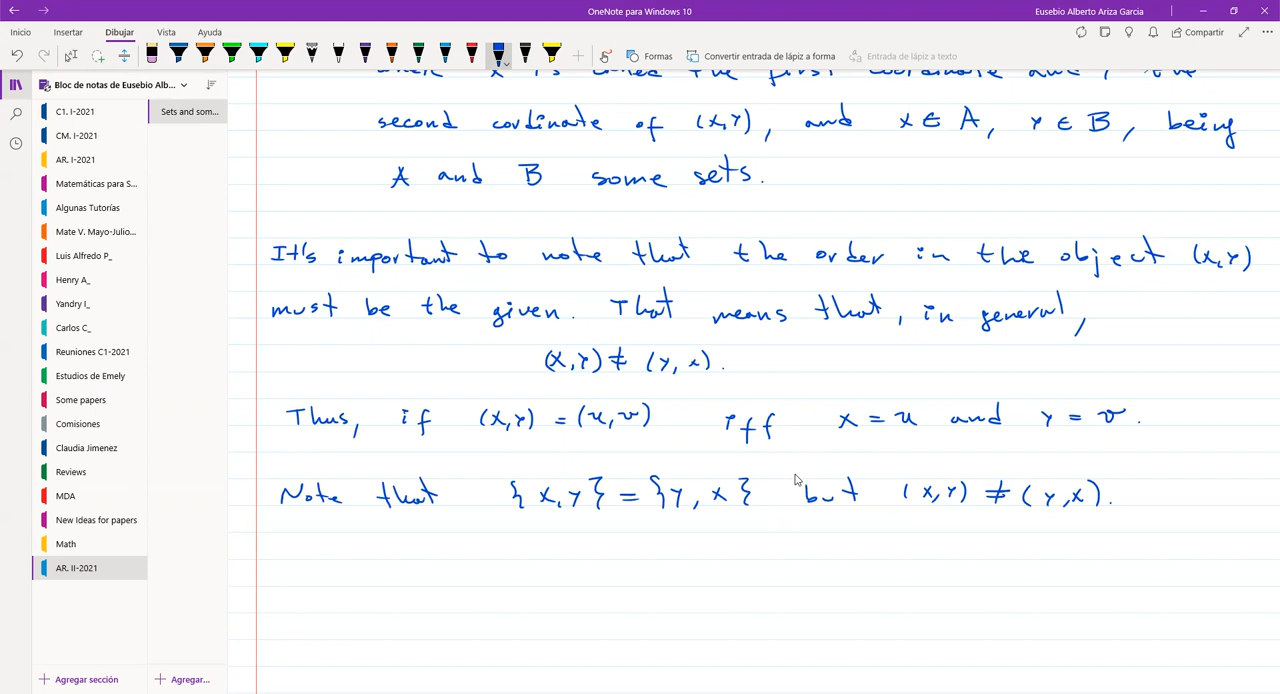 OneNote para Windows 10
Eusebio Alberto Ariza Garcia
Inicio Insertar Dibujar Vista Ayuda
Compartir
Formas Convertir entrada de lápiz a forma Entrada de lápiz a texto
Bloc de notas de Eusebio Alb...
Sets and som...
C1. I-2021
CM. I-2021
AR. I-2021
Matemáticas para S...
Algunas Tutorías
Mate V. Mayo-Julio...
Luis Alfredo P_
Henry A_
Yandry I_
Carlos C_
Reuniones C1-2021
Estudios de Emely
Some papers
Comisiones
Claudia Jimenez
Reviews
MDA
New Ideas for papers
Math
AR. II-2021
Agregar sección
Agregar...
the first coordinate and the
second cordinate of (x,y), and x ∈ A, y ∈ B, being
A and B some sets.
It's important to note that the order in the object (x,y)
must be the given. That means that, in general,
(x,y) ≠ (y,x).
Thus, if (x,y) = (u,v) iff x = u and y = v.
Note that {x,y} = {y,x} but (x,y) ≠ (y,x).